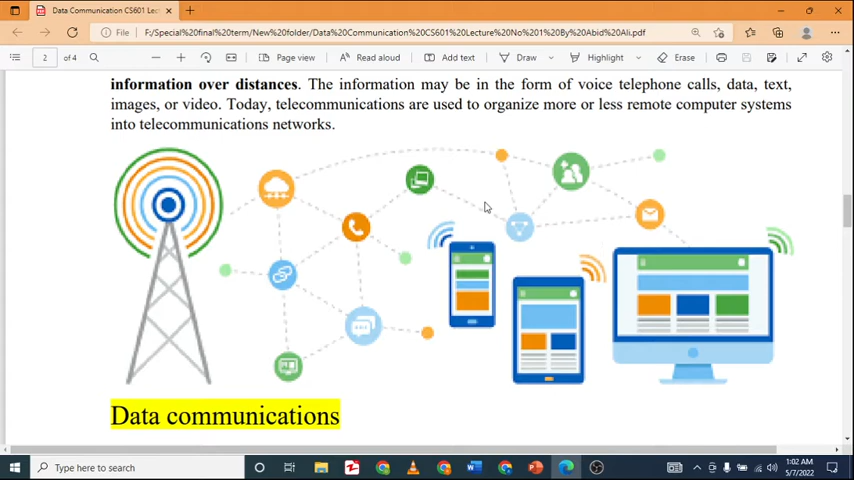 Data Communication CS601 Lec
File
F:/Special%20final%20term/New%20folder/Data%20Communication%20CS601%20Lecture%20No%201%20By%20Abid%20Ali.pdf
2 of 4
Page view
Read aloud
Add text
Draw
Highlight
Erase
information over distances. The information may be in the form of voice telephone calls, data, text,
images, or video. Today, telecommunications are used to organize more or less remote computer systems
into telecommunications networks.
Data communications
Type here to search
1:02 AM
5/7/2022